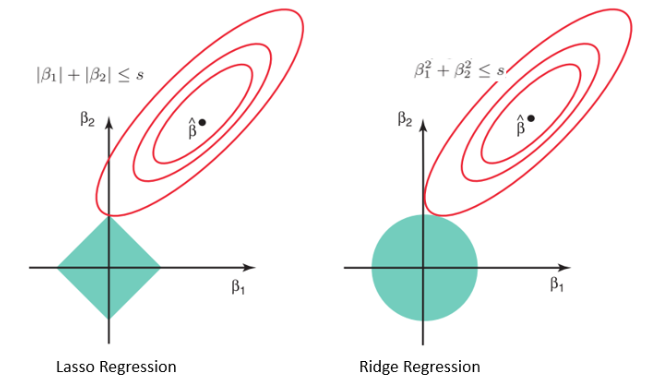 |β₁| + |β₂| ≤ s
β₂
β̂
β₁
Lasso Regression
β₁² + β₂² ≤ s
β₂
β̂
β₁
Ridge Regression